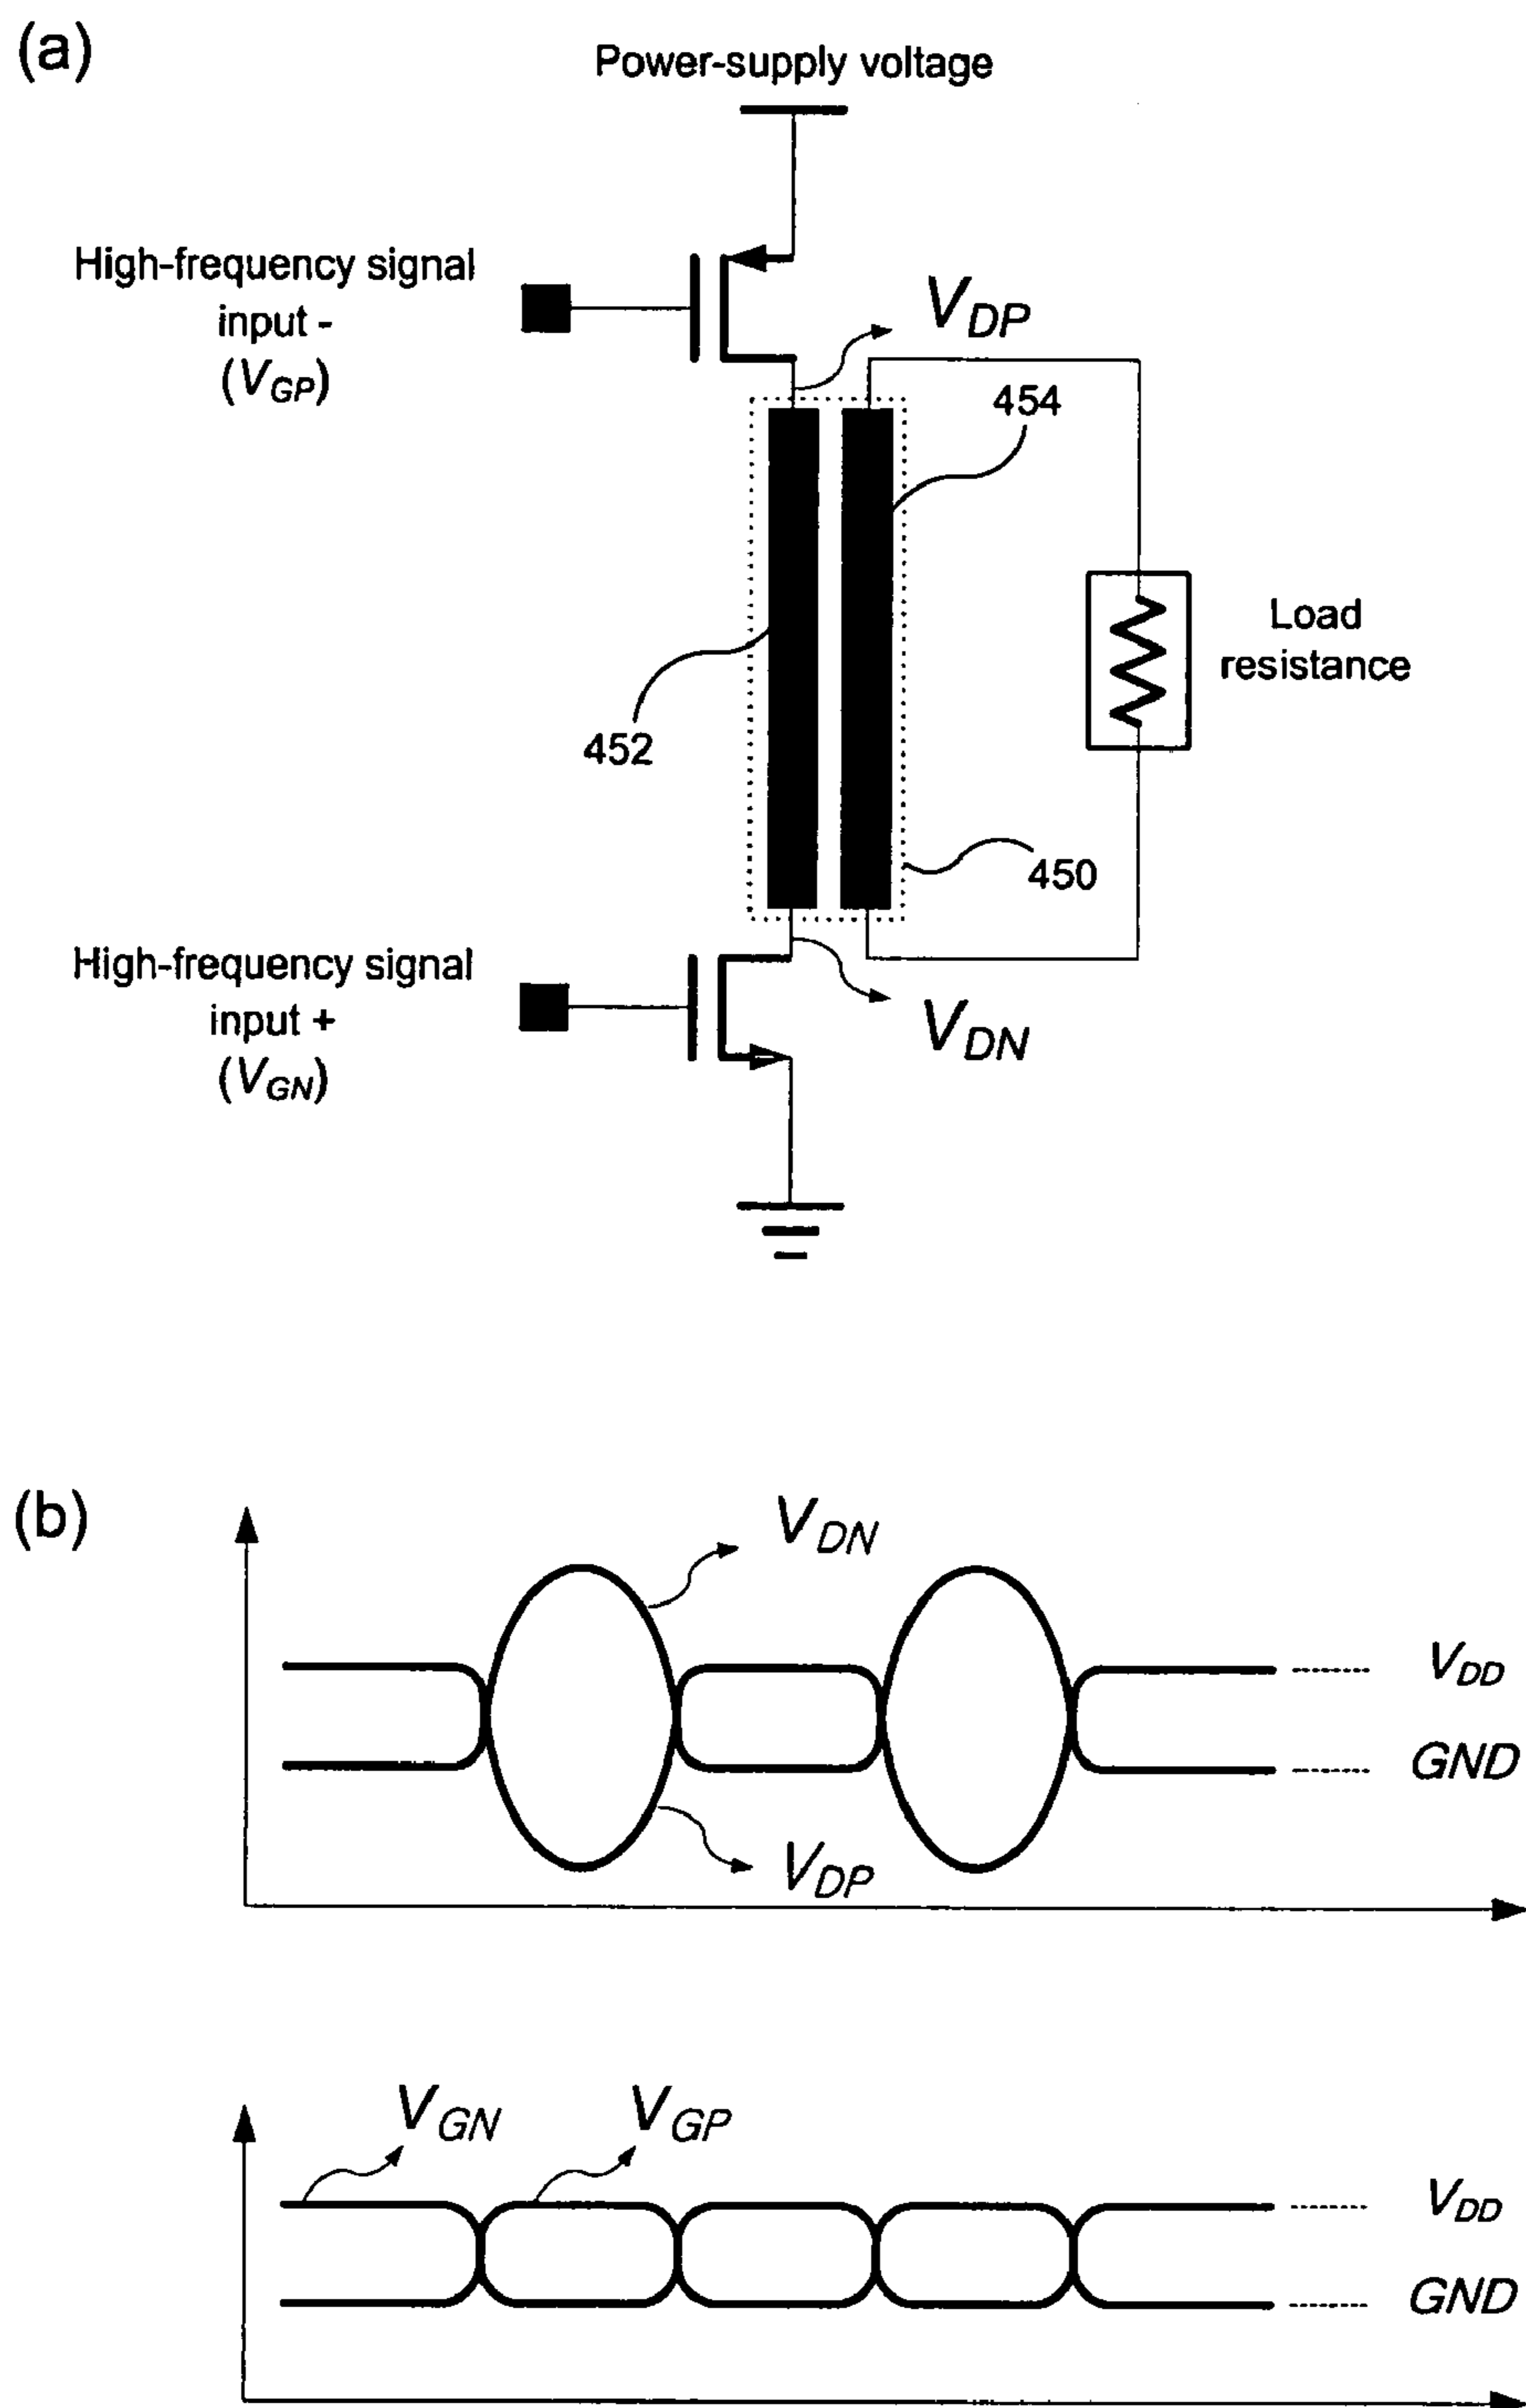 (a)
Power-supply voltage
High-frequency signal
input -
(VGP)
VDP
454
Load
resistance
452
450
High-frequency signal
input +
(VGN)
VDN
(b)
VDN
VDD
GND
VDP
VGN
VGP
VDD
GND